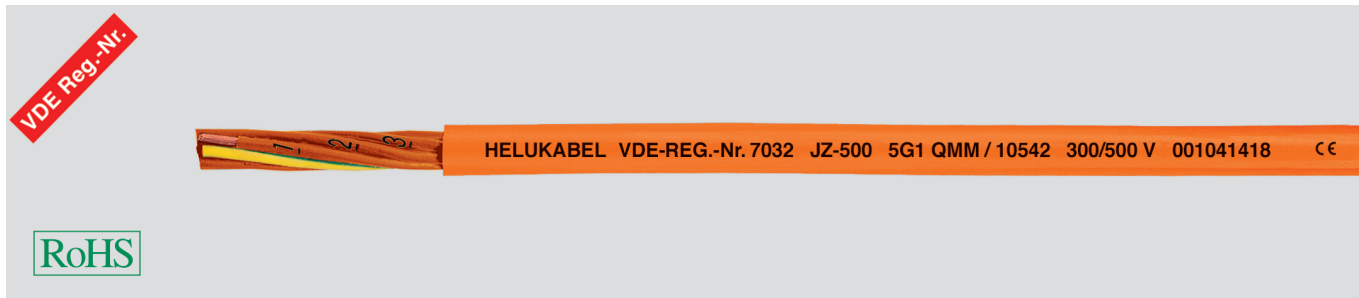 VDE Reg.-Nr.
1 2 3
HELUKABEL VDE-REG.-Nr. 7032 JZ-500 5G1 QMM / 10542 300/500 V 001041418 CE
RoHS